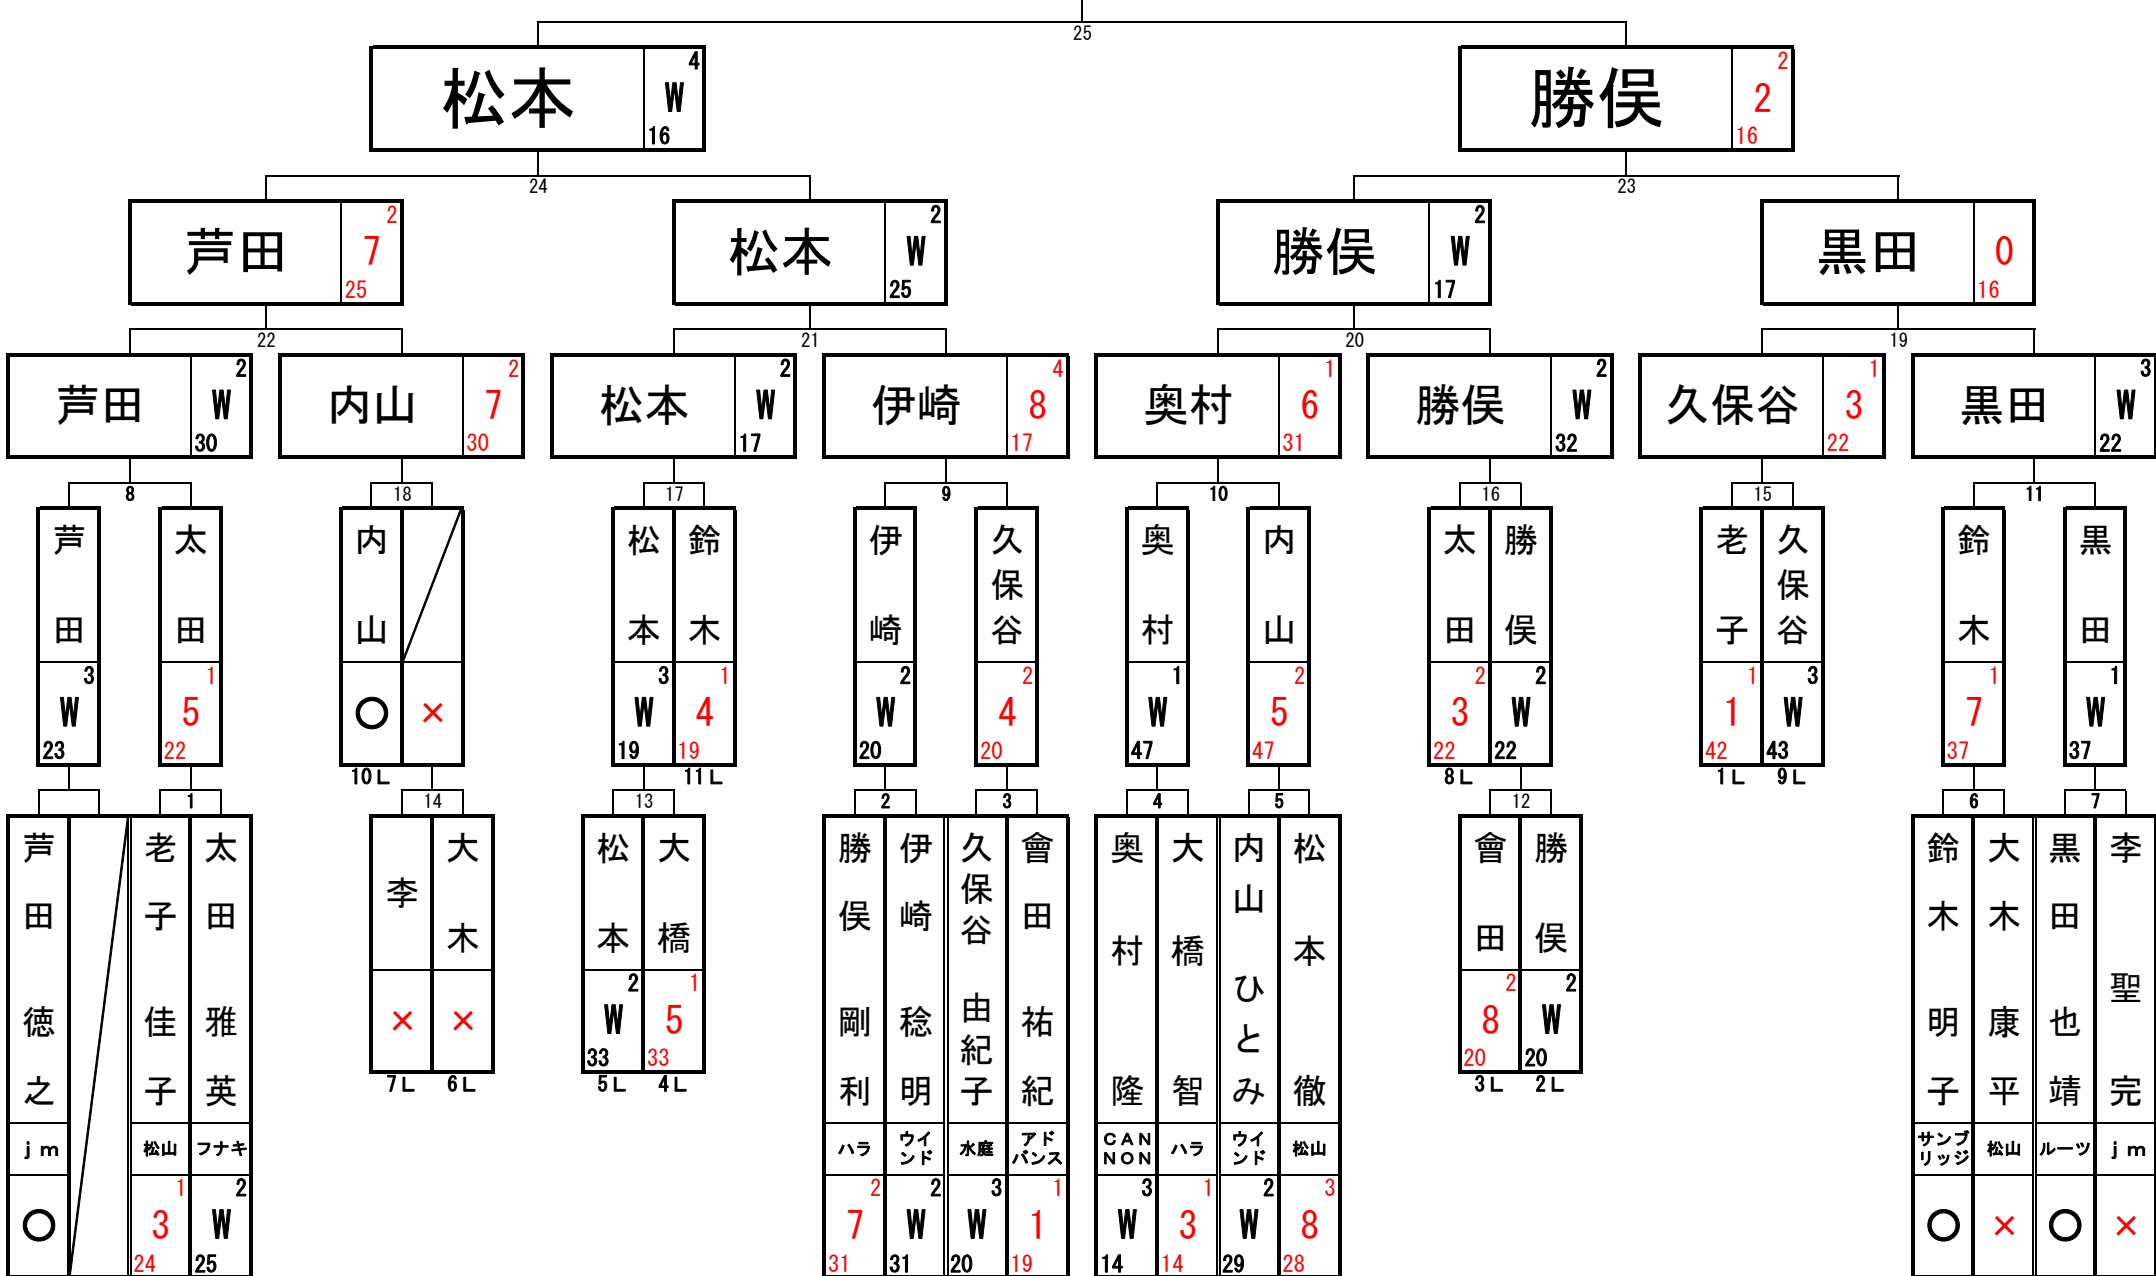 25
松本 W 4 16
勝俣 2 2 16
24
23
芦田 7 2 25
松本 W 2 25
勝俣 W 2 17
黒田 0 16
22
21
20
19
芦田 W 2 30
内山 7 2 30
松本 W 2 17
伊崎 8 4 17
奥村 6 1 31
勝俣 W 2 32
久保谷 3 1 22
黒田 W 3 22
8
18
17
9
10
16
15
11
芦田 W 3 23
太田 5 1 22
内山 〇
×
松本 W 3 19
鈴木 4 1 19
伊崎 W 2 20
久保谷 4 2 20
奥村 W 1 47
内山 5 2 47
太田 3 2 22
勝俣 W 2 22
老子 1 1 42
久保谷 W 3 43
鈴木 7 1 37
黒田 W 1 37
10L
11L
8L
1L
9L
1
14
13
2
3
4
5
12
6
7
芦田 徳之 jm 〇
老子 佳子 松山 3 1 24
太田 雅英 フナキ W 2 25
李 ×
大木 ×
松本 W 2 33
大橋 5 1 33
勝俣 剛利 ハラ 7 2 31
伊崎 稔明 ウインド W 2 31
久保谷 由紀子 水庭 W 3 20
會田 祐紀 アドバンス 1 1 19
奥村 隆 CANNON W 3 14
大橋 智 ハラ 3 1 14
内山 ひとみ ウインド W 2 29
松本 徹 松山 8 3 28
會田 8 2 20
勝俣 W 2 20
鈴木 明子 サンブリッジ 〇
大木 康平 松山 ×
黒田 也靖 ルーツ 〇
李 聖完 jm ×
7L
6L
5L
4L
3L
2L